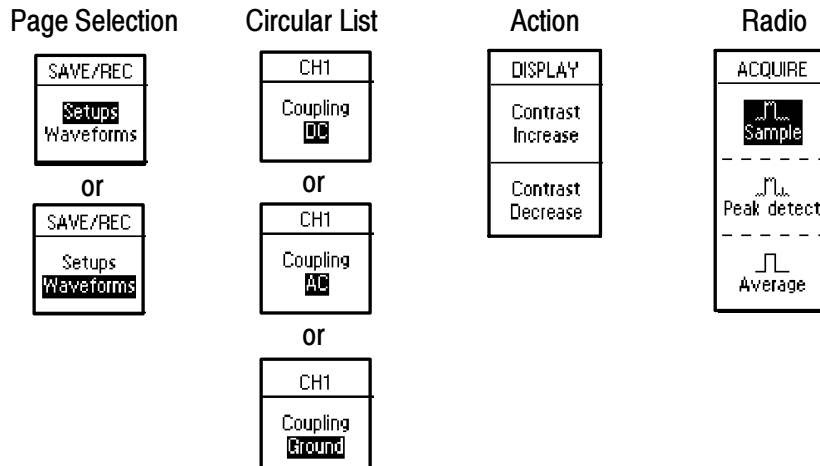 Page Selection
SAVE/REC
Setups
Waveforms
or
SAVE/REC
Setups
Waveforms
Circular List
CH1
Coupling
DC
or
CH1
Coupling
AC
or
CH1
Coupling
Ground
Action
DISPLAY
Contrast
Increase
Contrast
Decrease
Radio
ACQUIRE
Sample
Peak detect
Average